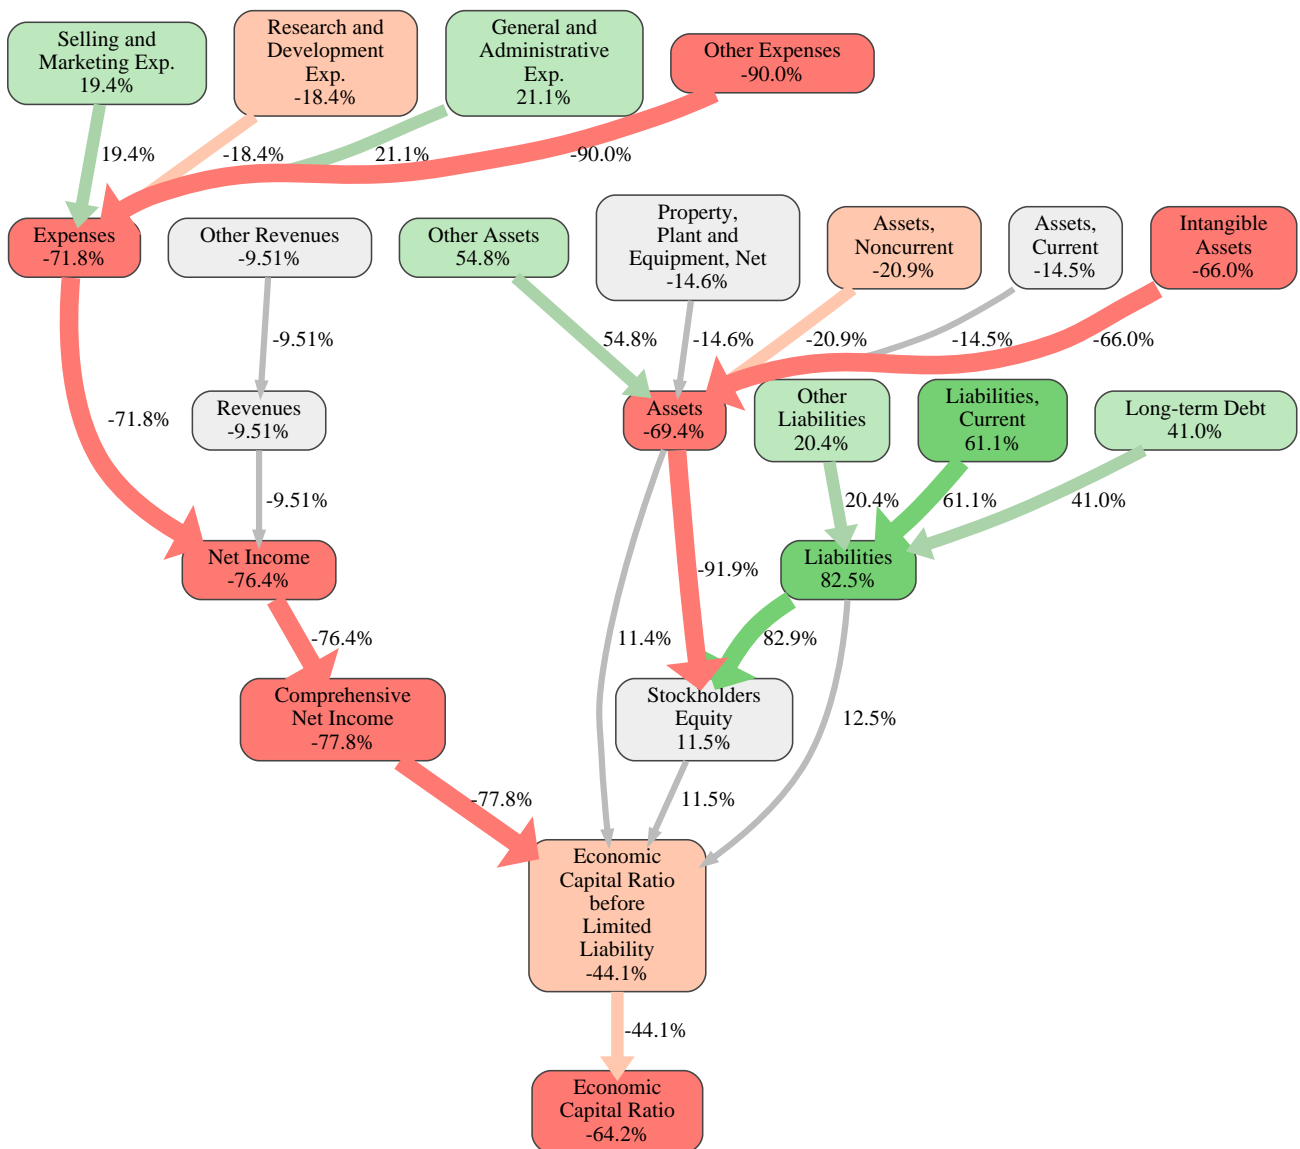 Selling and
Marketing Exp.
19.4%
Research and
Development
Exp.
-18.4%
General and
Administrative
Exp.
21.1%
Other Expenses
-90.0%
19.4%
-18.4%
21.1%
-90.0%
Expenses
-71.8%
Other Revenues
-9.51%
Other Assets
54.8%
Property,
Plant and
Equipment, Net
-14.6%
Assets,
Noncurrent
-20.9%
Assets,
Current
-14.5%
Intangible
Assets
-66.0%
-9.51%
54.8%
-14.6%
-20.9%
-14.5%
-66.0%
-71.8%
Revenues
-9.51%
Assets
-69.4%
Other
Liabilities
20.4%
Liabilities,
Current
61.1%
Long-term Debt
41.0%
-9.51%
20.4%
61.1%
41.0%
Net Income
-76.4%
-91.9%
Liabilities
82.5%
-76.4%
11.4%
82.9%
12.5%
Comprehensive
Net Income
-77.8%
Stockholders
Equity
11.5%
-77.8%
11.5%
Economic
Capital Ratio
before
Limited
Liability
-44.1%
-44.1%
Economic
Capital Ratio
-64.2%